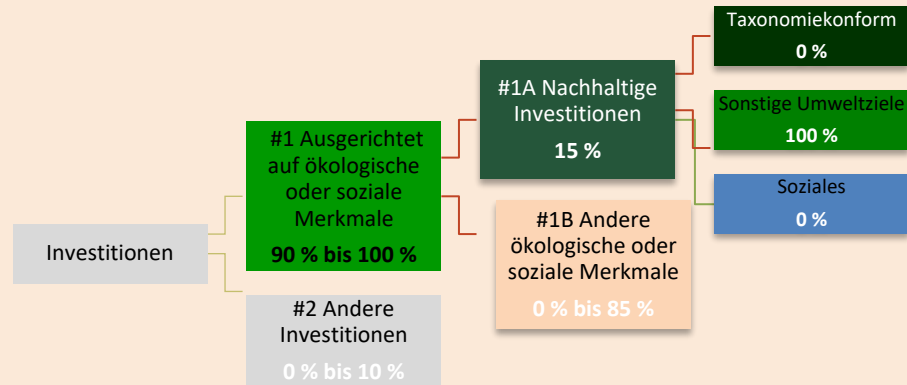 Investitionen
#1 Ausgerichtet
auf ökologische
oder soziale
Merkmale
90 % bis 100 %
#2 Andere
Investitionen
0 % bis 10 %
#1A Nachhaltige
Investitionen
15 %
#1B Andere
ökologische oder
soziale Merkmale
0 % bis 85 %
Taxonomiekonform
0 %
Sonstige Umweltziele
100 %
Soziales
0 %